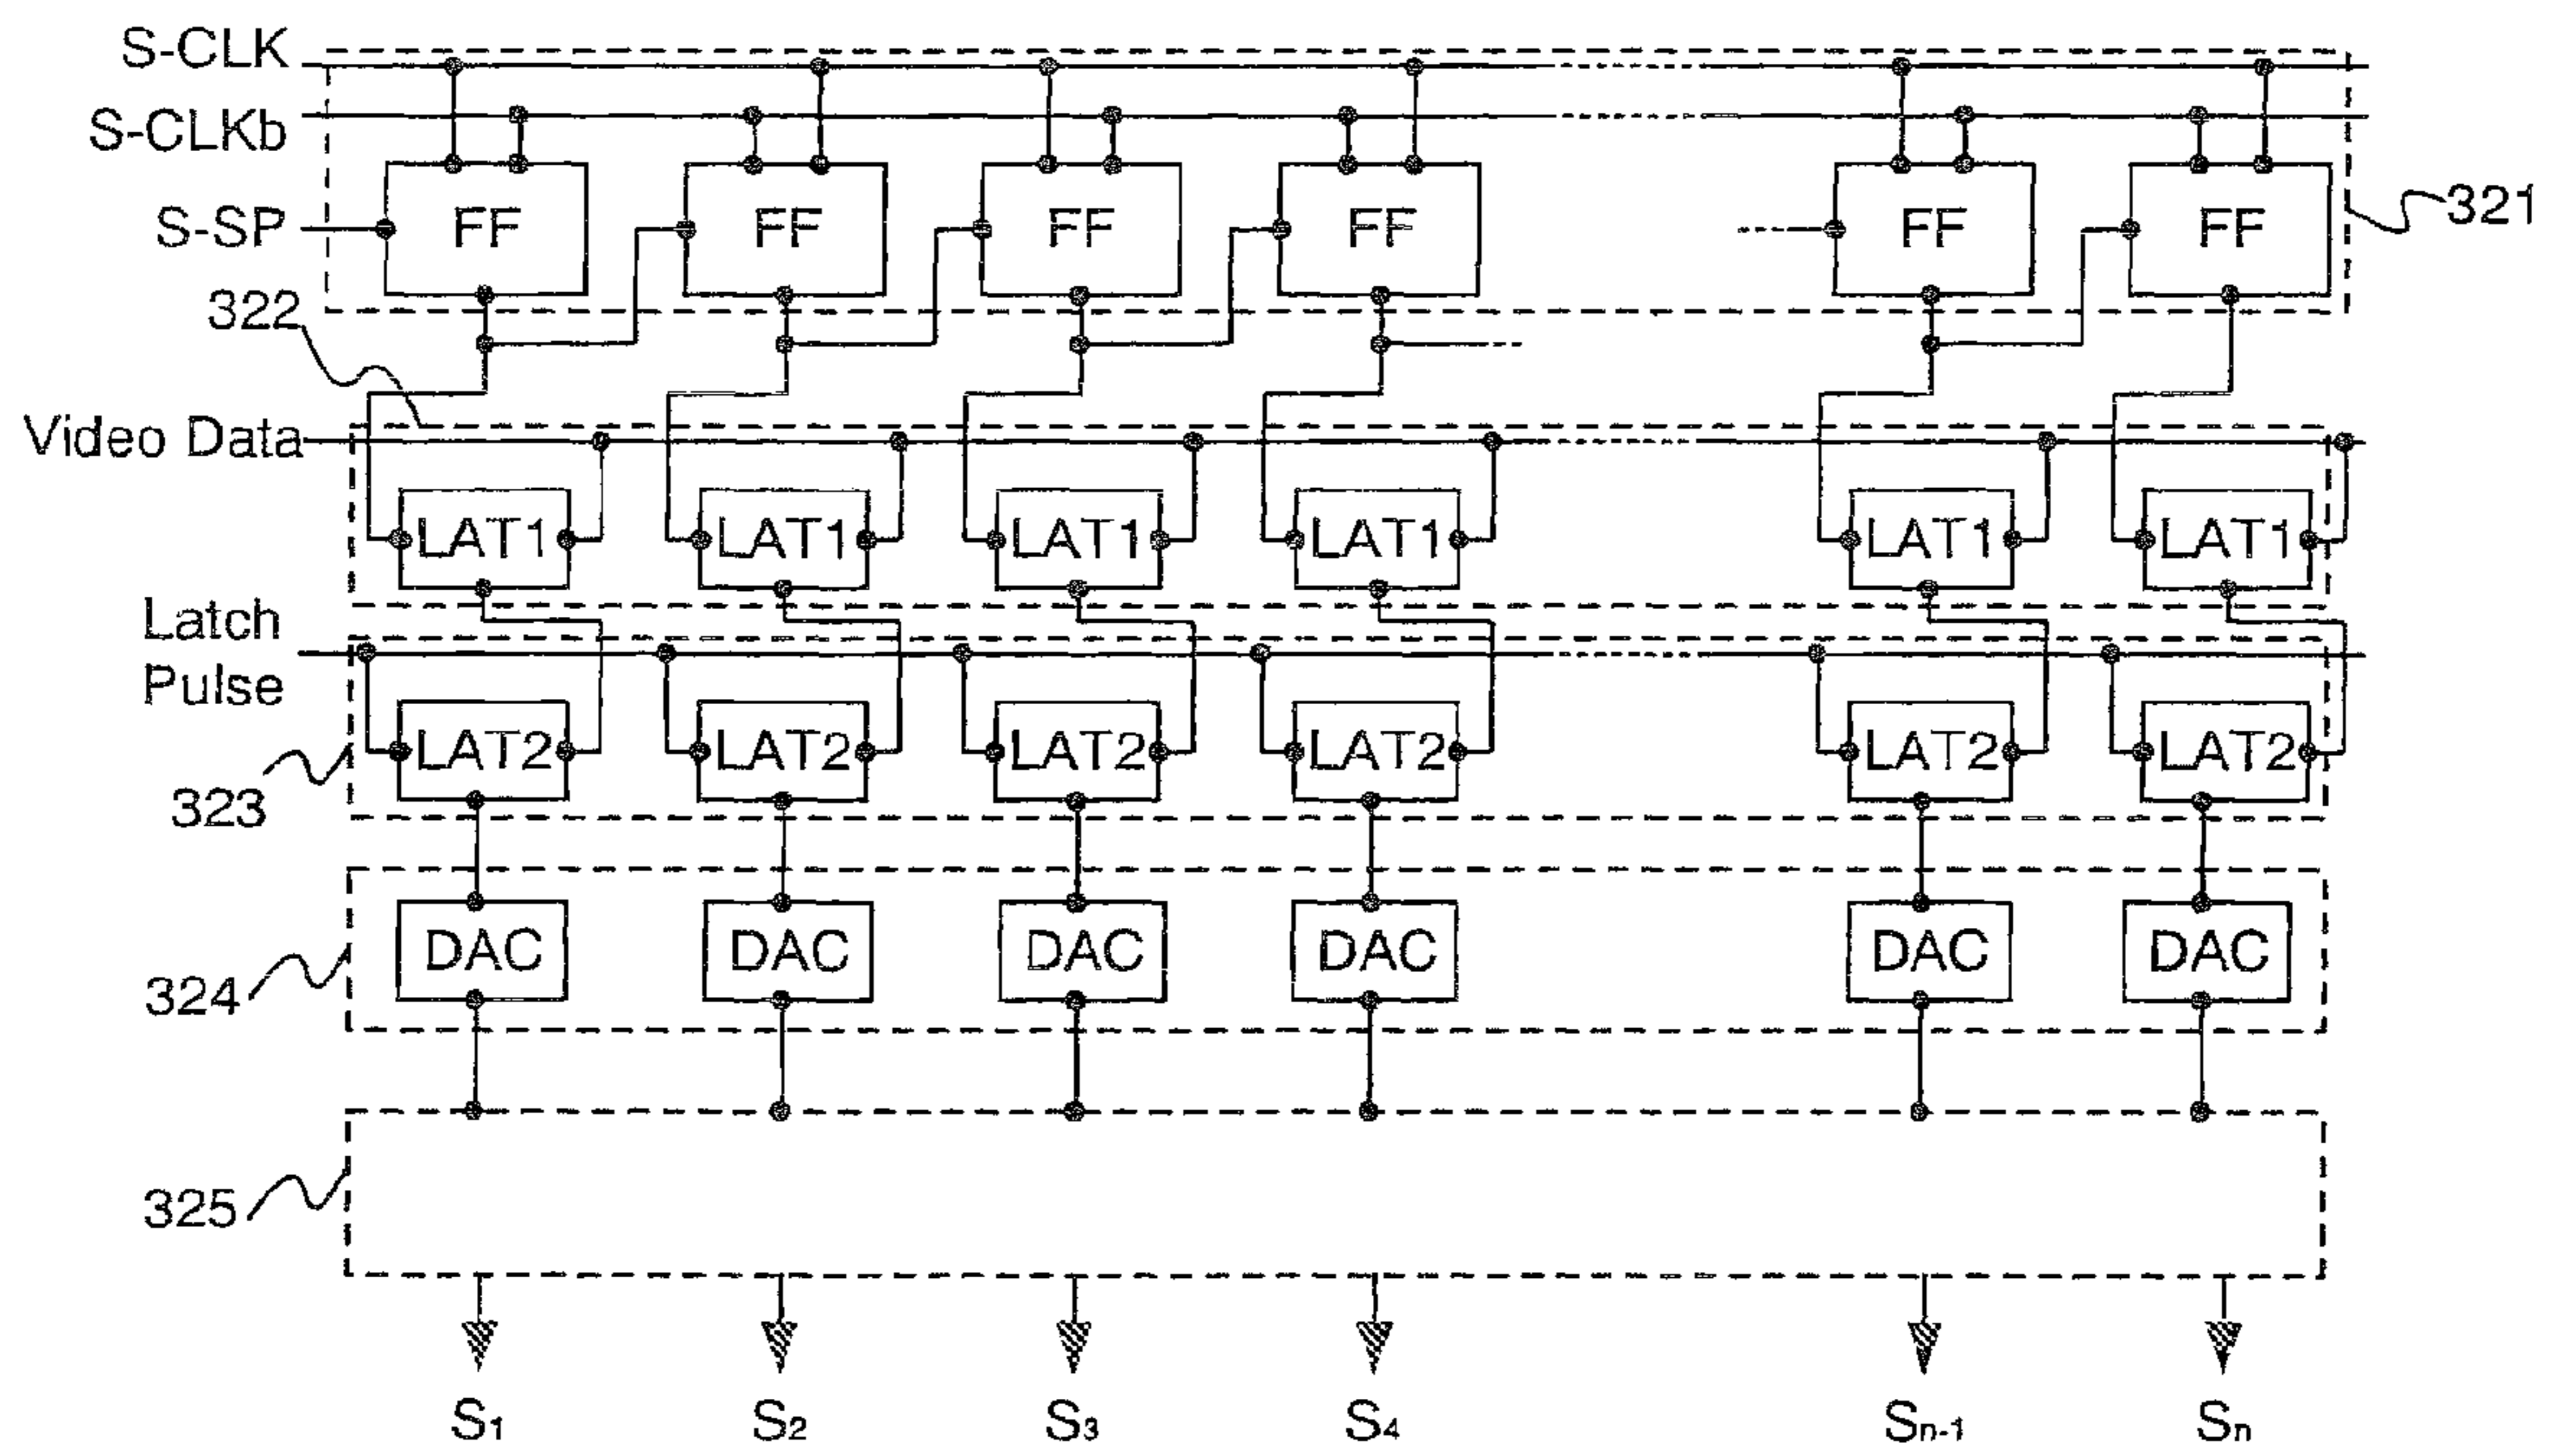 S-CLK
S-CLKb
S-SP
FF FF FF FF FF FF
321
322
Video Data
LAT1 LAT1 LAT1 LAT1 LAT1 LAT1
Latch
Pulse
LAT2 LAT2 LAT2 LAT2 LAT2 LAT2
323
DAC DAC DAC DAC DAC DAC
324
325
S1 S2 S3 S4 Sn-1 Sn